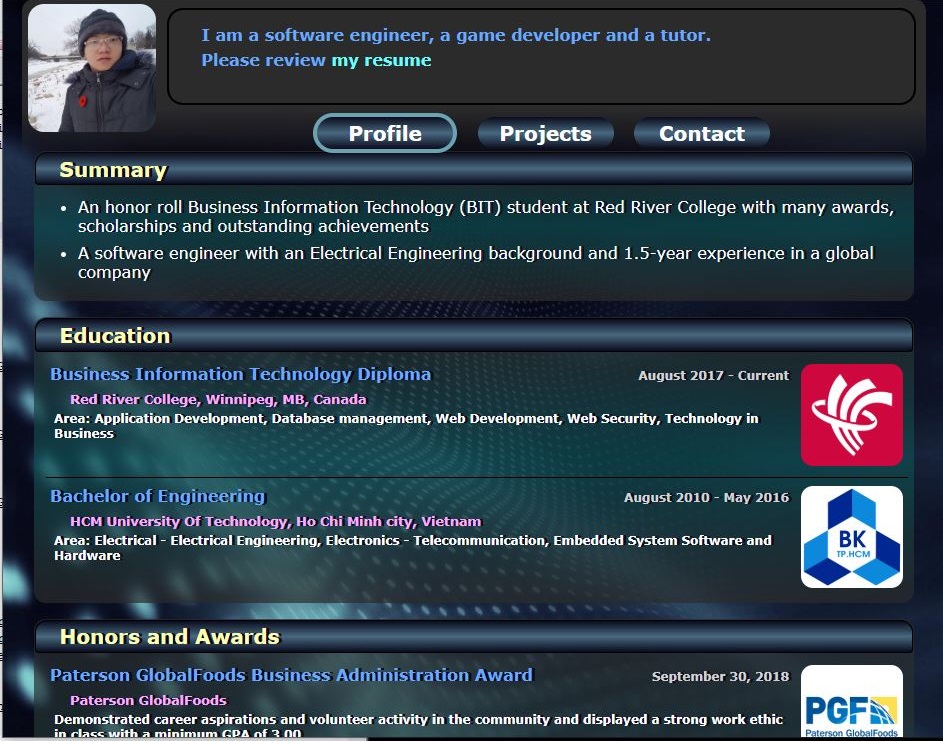 I am a software engineer, a game developer and a tutor.
Please review my resume
Profile
Projects
Contact
Summary
• An honor roll Business Information Technology (BIT) student at Red River College with many awards,
scholarships and outstanding achievements
• A software engineer with an Electrical Engineering background and 1.5-year experience in a global
company
Education
Business Information Technology Diploma
August 2017 - Current
Red River College, Winnipeg, MB, Canada
Area: Application Development, Database management, Web Development, Web Security, Technology in
Business
Bachelor of Engineering
August 2010 - May 2016
HCM University Of Technology, Ho Chi Minh city, Vietnam
Area: Electrical - Electrical Engineering, Electronics - Telecommunication, Embedded System Software and
Hardware
BK
TP.HCM
Honors and Awards
Paterson GlobalFoods Business Administration Award
September 30, 2018
Paterson GlobalFoods
Demonstrated career aspirations and volunteer activity in the community and displayed a strong work ethic
in class with a minimum GPA of 3.00
PGF
Paterson GlobalFoods